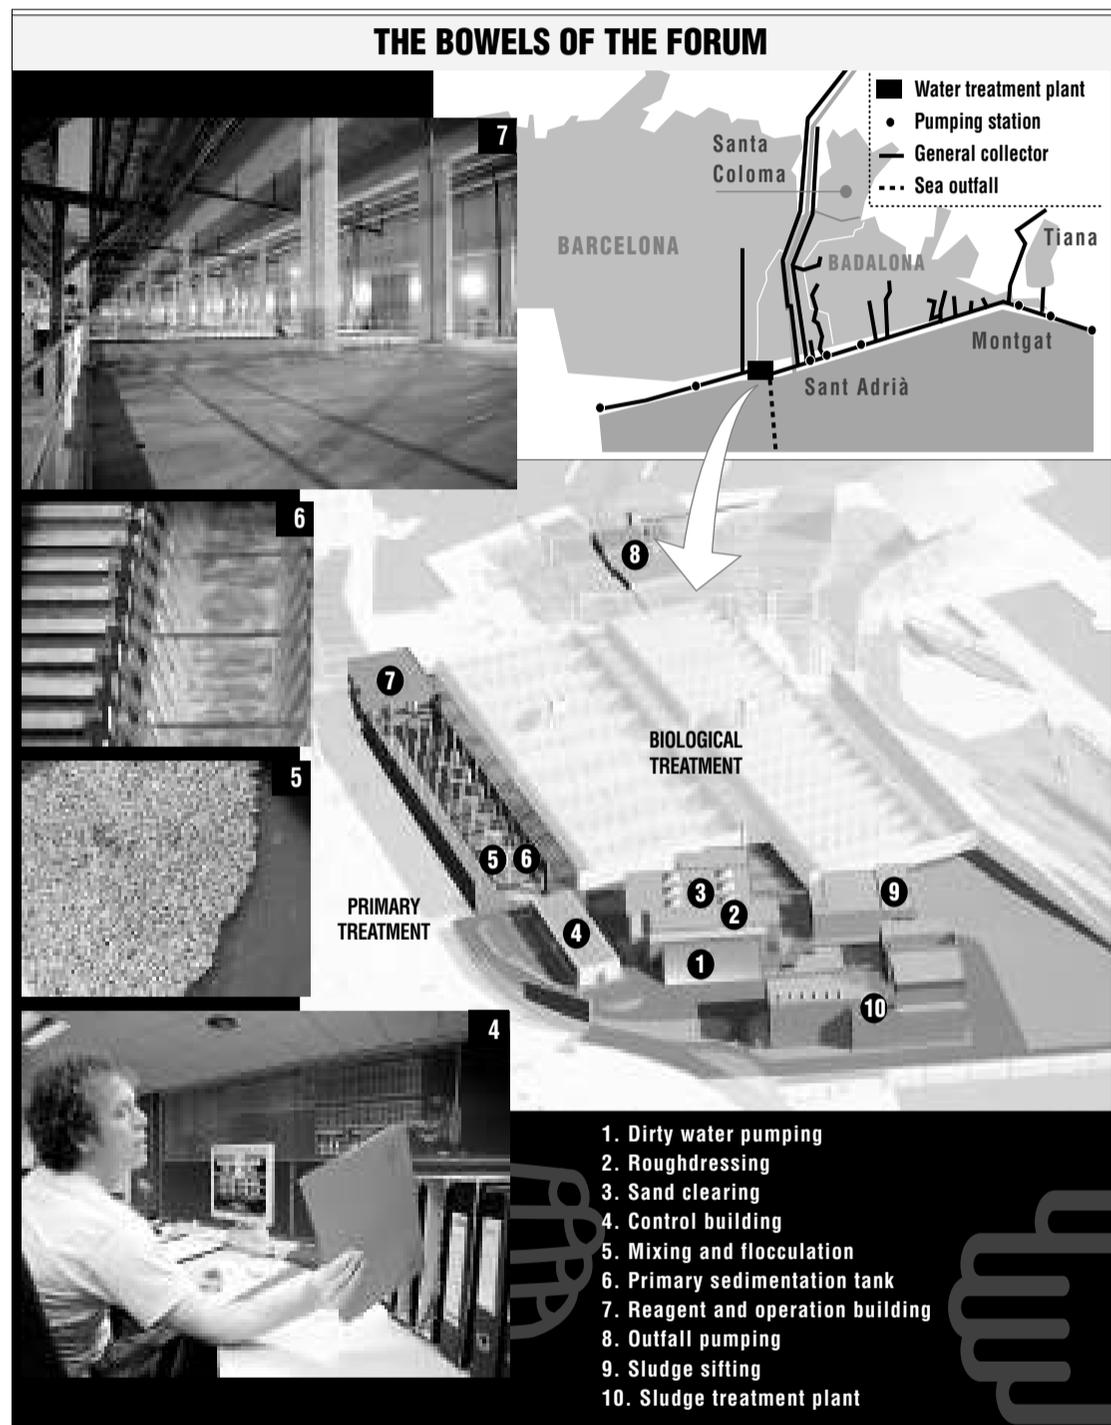 THE BOWELS OF THE FORUM
7
Water treatment plant
Pumping station
General collector
Sea outfall
Santa
Coloma
BARCELONA
BADALONA
Tiana
Montgat
Sant Adrià
6
8
7
BIOLOGICAL
TREATMENT
5
5
6
3
9
2
PRIMARY
TREATMENT
4
1
10
4
1. Dirty water pumping
2. Roughdressing
3. Sand clearing
4. Control building
5. Mixing and flocculation
6. Primary sedimentation tank
7. Reagent and operation building
8. Outfall pumping
9. Sludge sifting
10. Sludge treatment plant